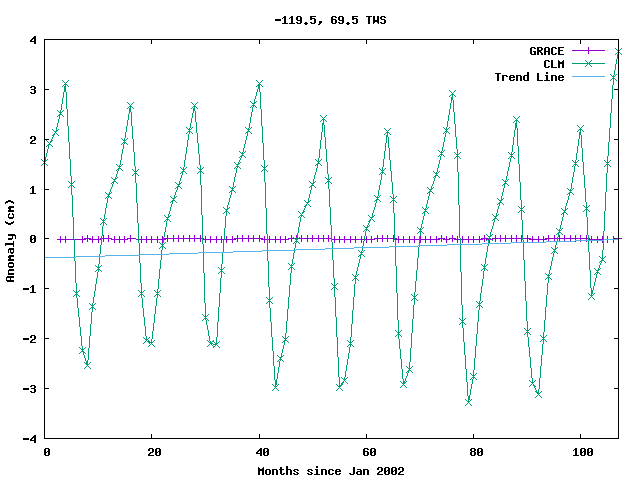 -119.5, 69.5 TWS
GRACE
CLM
Trend Line
4
3
2
1
0
-1
-2
-3
-4
Anomaly (cm)
0 20 40 60 80 100
Months since Jan 2002